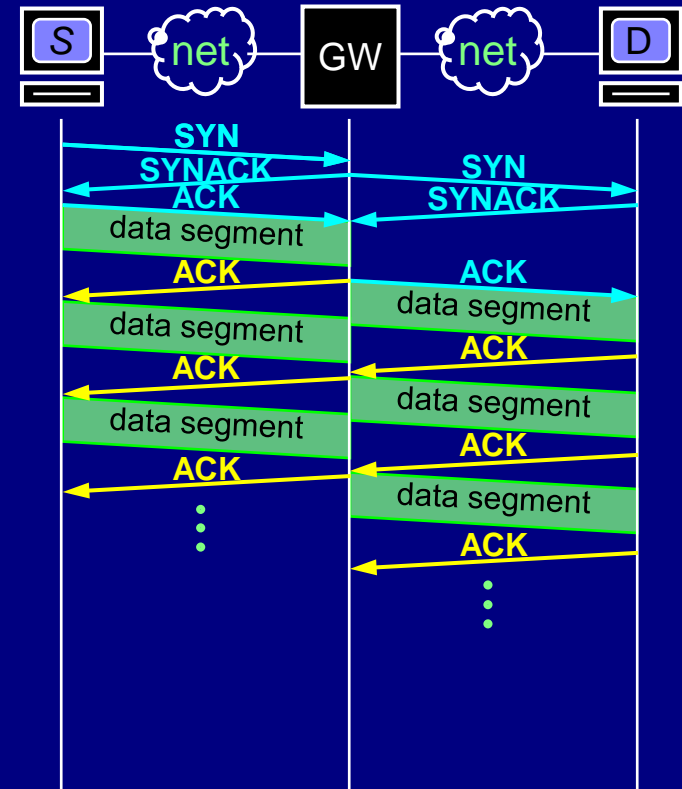 S net GW net D
SYN
SYNACK SYN
ACK SYNACK
data segment
ACK ACK
data segment data segment
ACK ACK
data segment data segment
ACK ACK
data segment
ACK